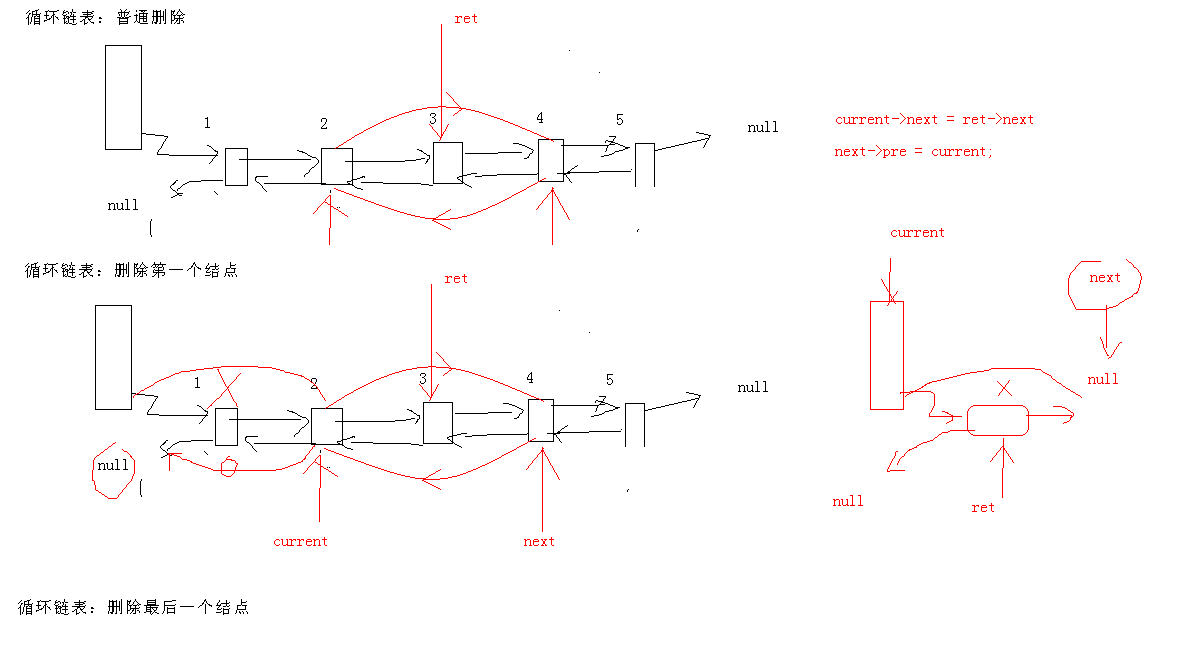 循环链表：普通删除
ret
1
2
3
4
5
null
null
current->next = ret->next
next->pre = current;
循环链表：删除第一个结点
ret
1
2
3
4
5
null
null
current
next
current
next
null
null
ret
循环链表：删除最后一个结点